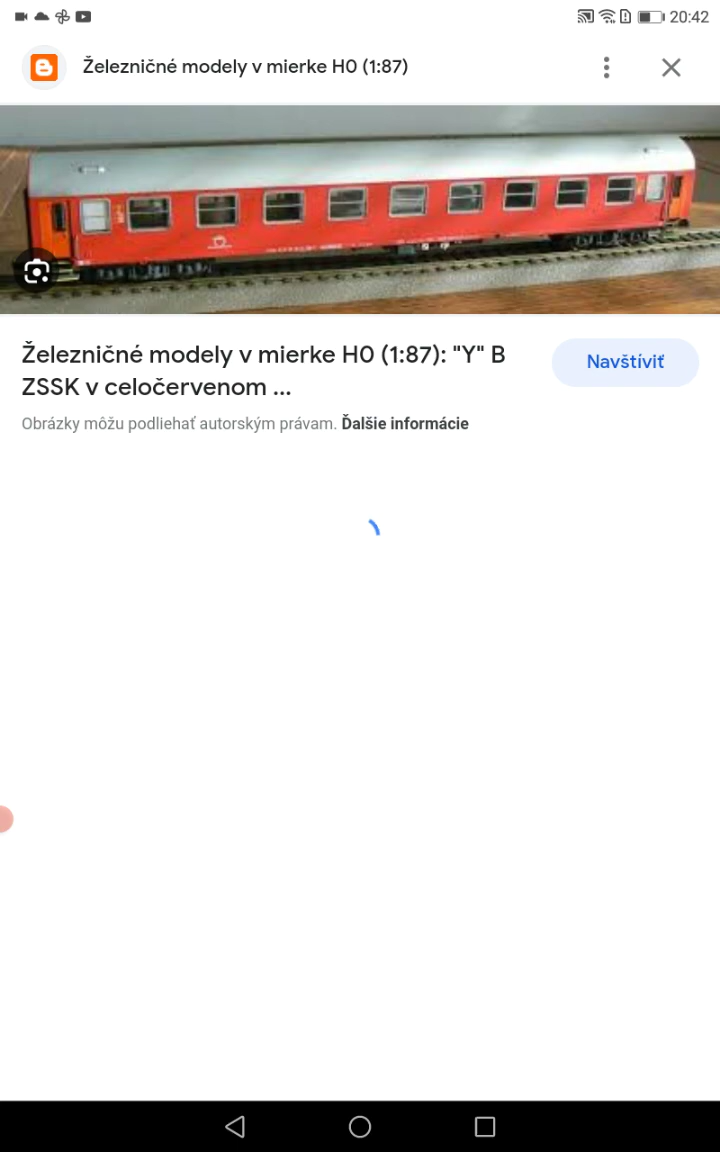 20:42
Železničné modely v mierke H0 (1:87)
Železničné modely v mierke H0 (1:87): "Y" B
ZSSK v celočervenom ...
Navštíviť
Obrázky môžu podliehať autorským právam. Ďalšie informácie